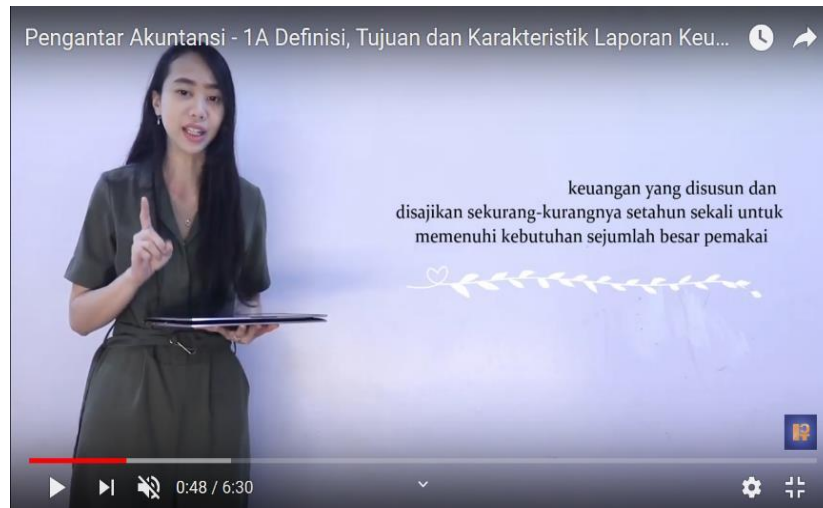 Pengantar Akuntansi - 1A Definisi, Tujuan dan Karakteristik Laporan Keu...
keuangan yang disusun dan
disajikan sekurang-kurangnya setahun sekali untuk
memenuhi kebutuhan sejumlah besar pemakai
0:48 / 6:30